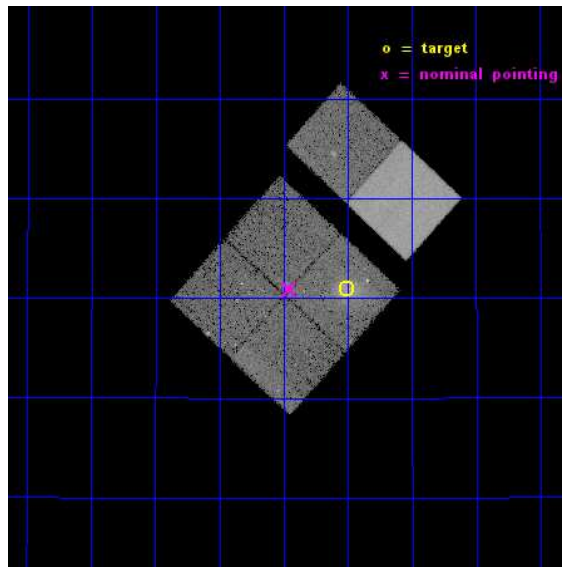 o = target
x = nominal pointing